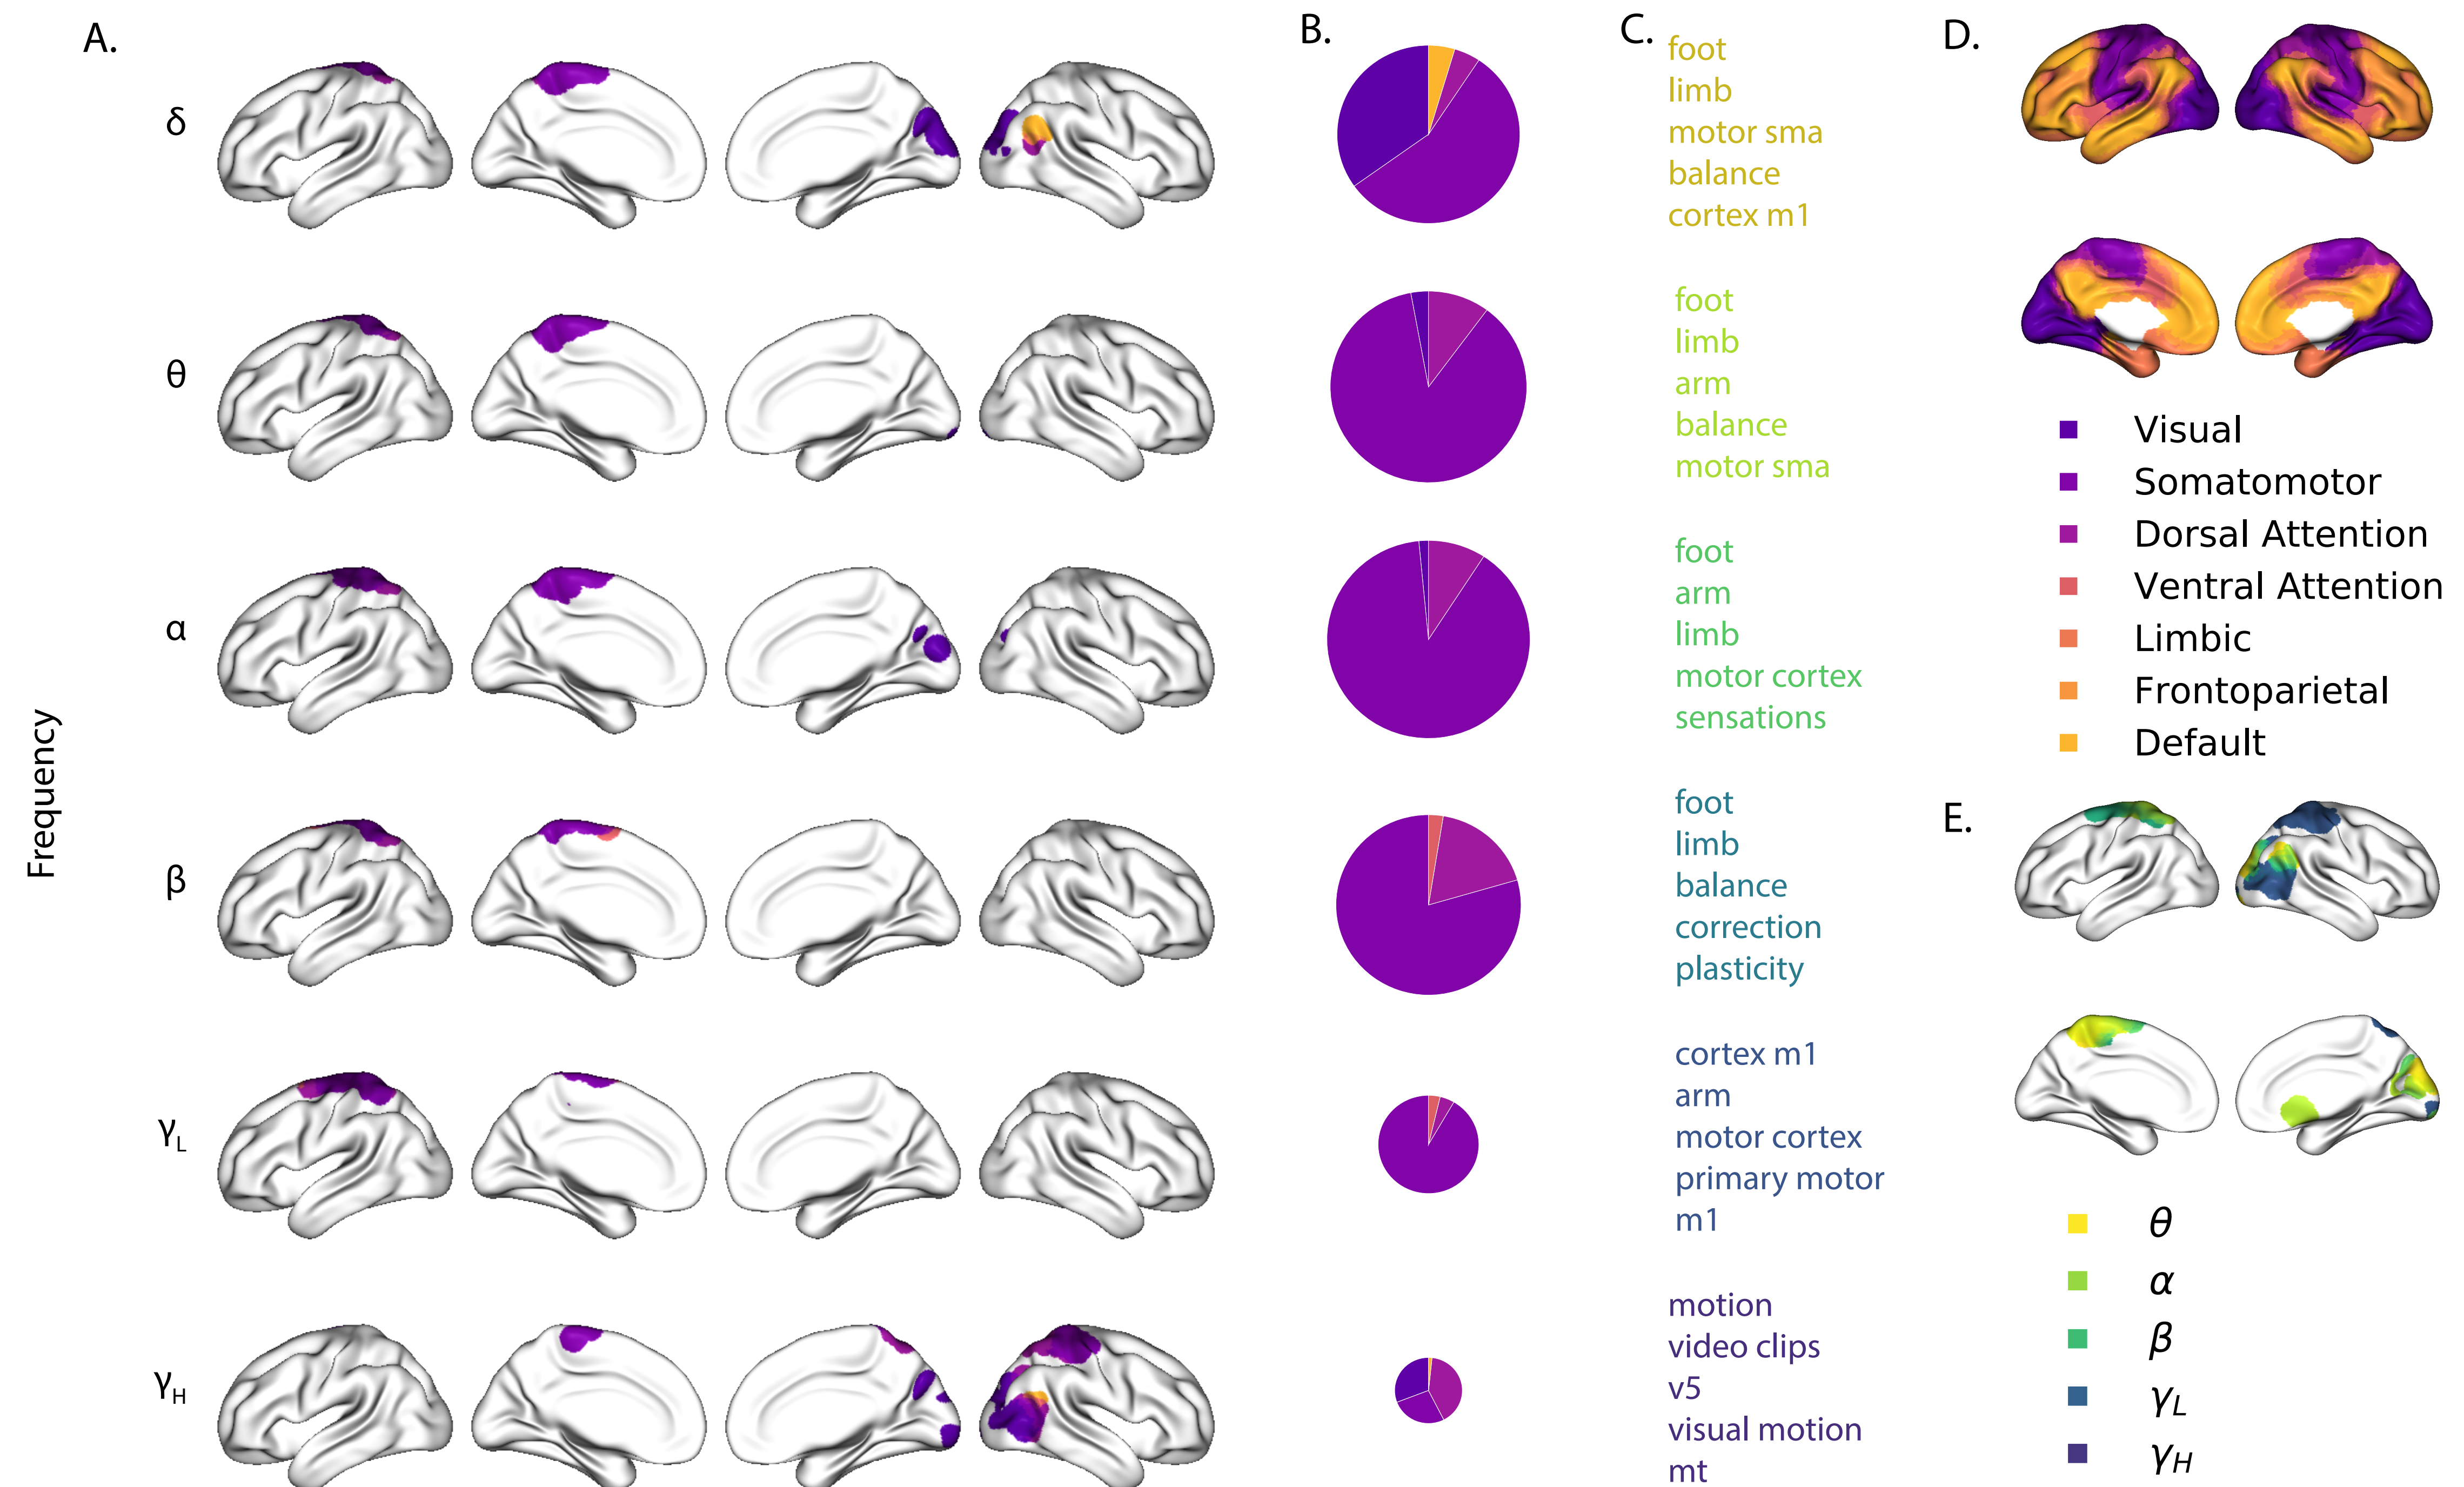 A.
B.
C.
D.
Frequency
δ
foot
limb
motor sma
balance
cortex m1
θ
foot
limb
arm
balance
motor sma
α
foot
arm
limb
motor cortex
sensations
β
foot
limb
balance
correction
plasticity
γL
cortex m1
arm
motor cortex
primary motor
m1
γH
motion
video clips
v5
visual motion
mt
Visual
Somatomotor
Dorsal Attention
Ventral Attention
Limbic
Frontoparietal
Default
E.
θ
α
β
γL
γH